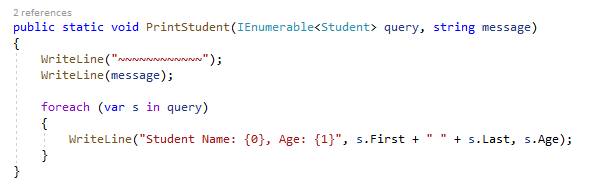 2 references
public static void PrintStudent(IEnumerable<Student> query, string message)
{
    WriteLine("~~~~~~~~~~~~");
    WriteLine(message);

    foreach (var s in query)
    {
        WriteLine("Student Name: {0}, Age: {1}", s.First + " " + s.Last, s.Age);
    }
}